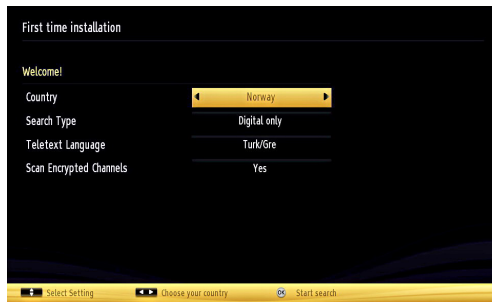 First time installation
Welcome!
Country Norway
Search Type Digital only
Teletext Language Turk/Gre
Scan Encrypted Channels Yes
Select Setting Choose your country OK Start search